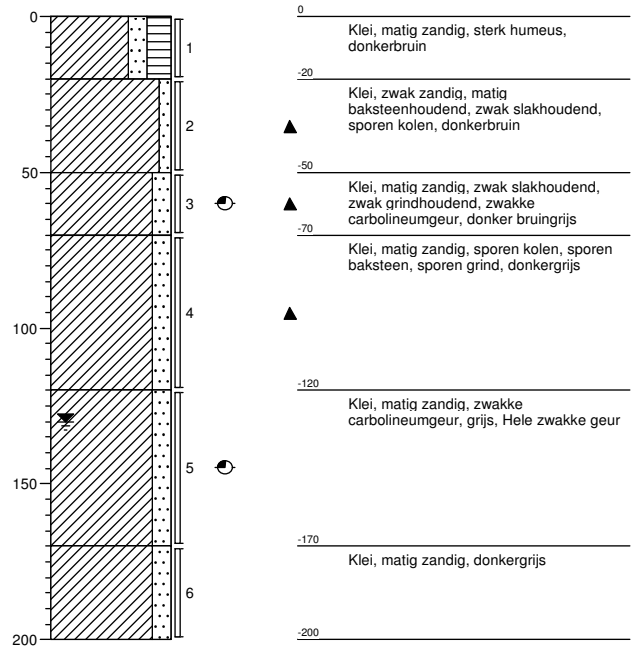 0
1
0
Klei, matig zandig, sterk humeus,
donkerbruin
-20
2
Klei, zwak zandig, matig
baksteenhoudend, zwak slakhoudend,
sporen kolen, donkerbruin
50
-50
3
Klei, matig zandig, zwak slakhoudend,
zwak grindhoudend, zwakke
carbolineumgeur, donker bruingrijs
-70
4
Klei, matig zandig, sporen kolen, sporen
baksteen, sporen grind, donkergrijs
100
-120
Klei, matig zandig, zwakke
carbolineumgeur, grijs, Hele zwakke geur
5
150
-170
Klei, matig zandig, donkergrijs
6
200
-200